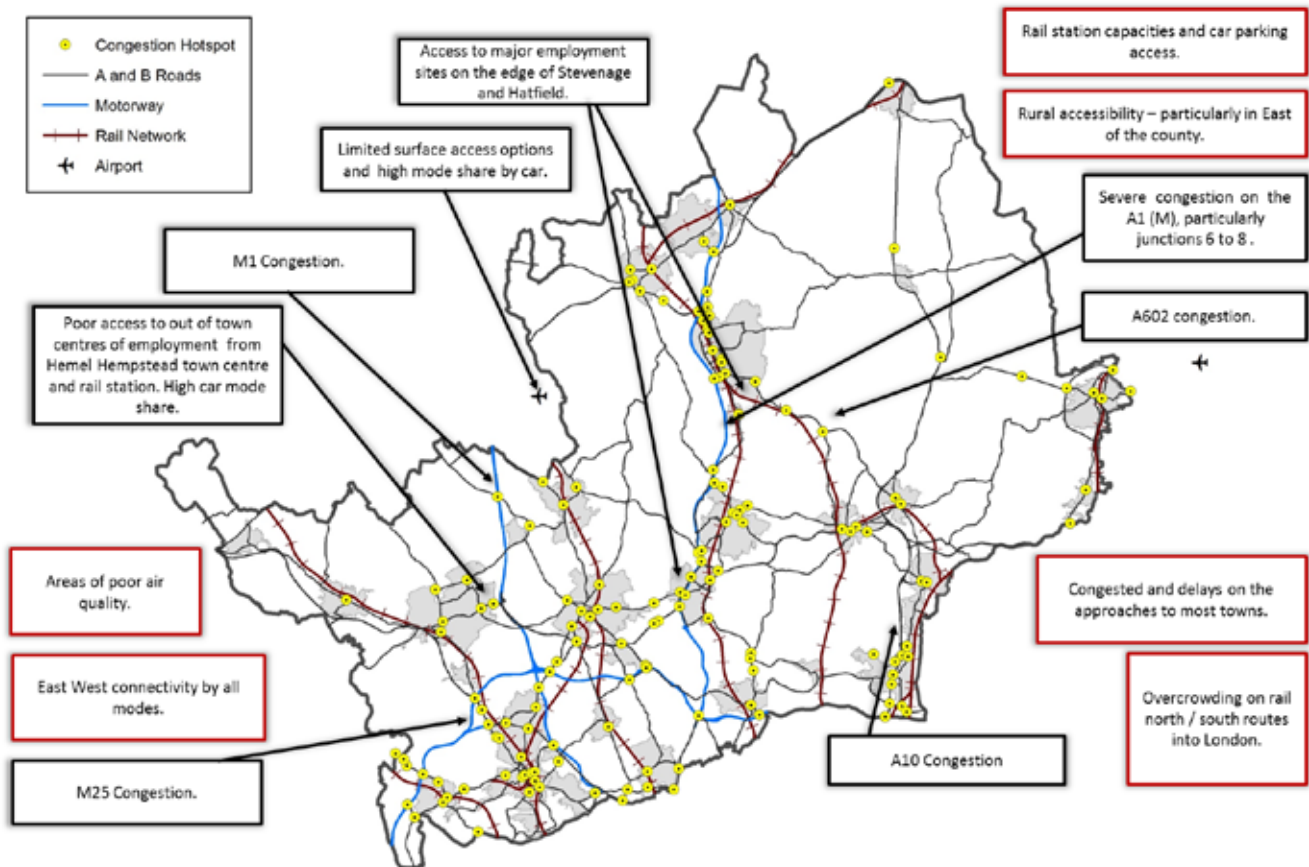 Congestion Hotspot
A and B Roads
Motorway
Rail Network
Airport
Access to major employment
sites on the edge of Stevenage
and Hatfield.
Limited surface access options
and high mode share by car.
M1 Congestion.
Poor access to out of town
centres of employment from
Hemel Hempstead town centre
and rail station. High car mode
share.
Areas of poor air
quality.
East West connectivity by all
modes.
M25 Congestion.
Rail station capacities and car parking
access.
Rural accessibility – particularly in East
of the county.
Severe congestion on the
A1 (M), particularly
junctions 6 to 8 .
A602 congestion.
Congested and delays on the
approaches to most towns.
Overcrowding on rail
north / south routes
into London.
A10 Congestion